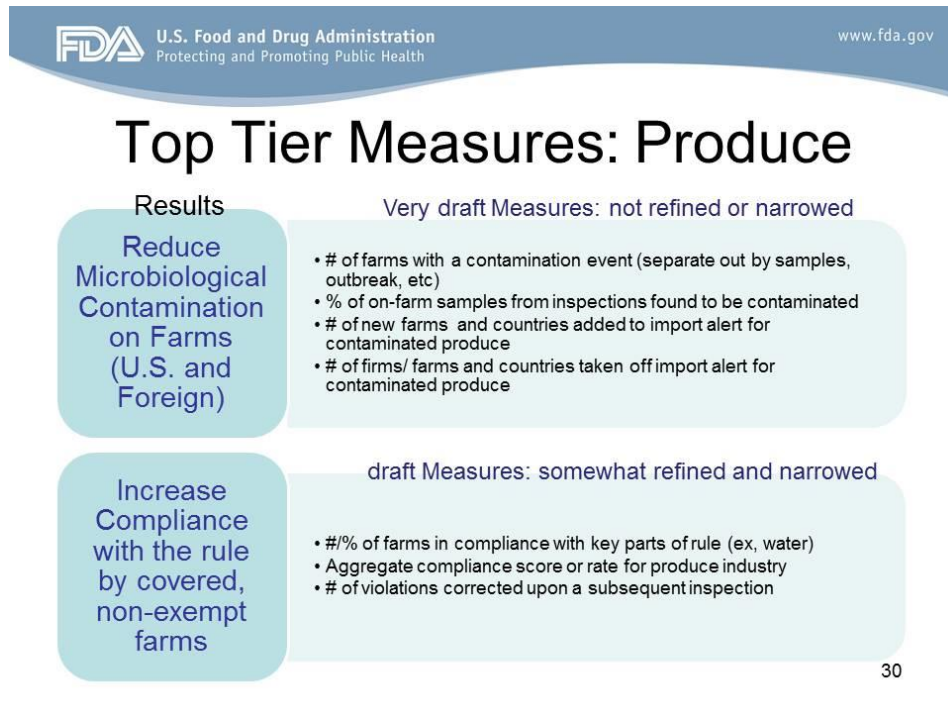 FDA U.S. Food and Drug Administration
Protecting and Promoting Public Health
www.fda.gov
Top Tier Measures: Produce
Results
Very draft Measures: not refined or narrowed
Reduce
Microbiological
Contamination
on Farms
(U.S. and
Foreign)
• # of farms with a contamination event (separate out by samples,
outbreak, etc)
• % of on-farm samples from inspections found to be contaminated
• # of new farms and countries added to import alert for
contaminated produce
• # of firms/ farms and countries taken off import alert for
contaminated produce
draft Measures: somewhat refined and narrowed
Increase
Compliance
with the rule
by covered,
non-exempt
farms
• #/% of farms in compliance with key parts of rule (ex, water)
• Aggregate compliance score or rate for produce industry
• # of violations corrected upon a subsequent inspection
30